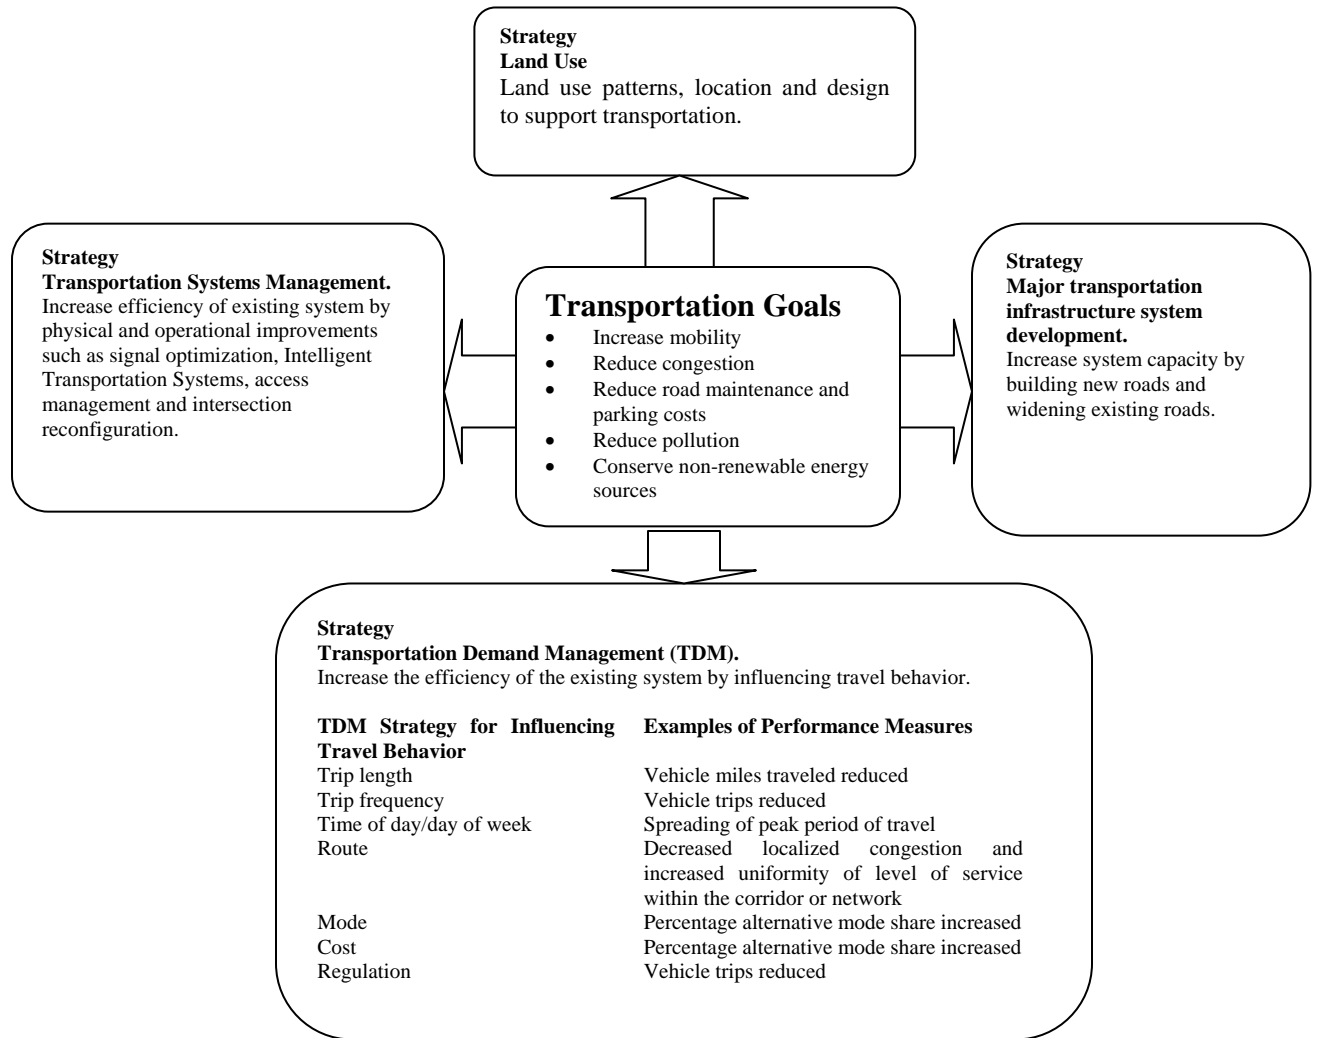 Strategy
Land Use
Land use patterns, location and design
to support transportation.
Strategy
Transportation Systems Management.
Increase efficiency of existing system by
physical and operational improvements
such as signal optimization, Intelligent
Transportation Systems, access
management and intersection
reconfiguration.
Transportation Goals
• Increase mobility
• Reduce congestion
• Reduce road maintenance and
parking costs
• Reduce pollution
• Conserve non-renewable energy
sources
Strategy
Major transportation
infrastructure system
development.
Increase system capacity by
building new roads and
widening existing roads.
Strategy
Transportation Demand Management (TDM).
Increase the efficiency of the existing system by influencing travel behavior.
TDM Strategy for Influencing Examples of Performance Measures
Travel Behavior
Trip length Vehicle miles traveled reduced
Trip frequency Vehicle trips reduced
Time of day/day of week Spreading of peak period of travel
Route Decreased localized congestion and
increased uniformity of level of service
within the corridor or network
Mode Percentage alternative mode share increased
Cost Percentage alternative mode share increased
Regulation Vehicle trips reduced